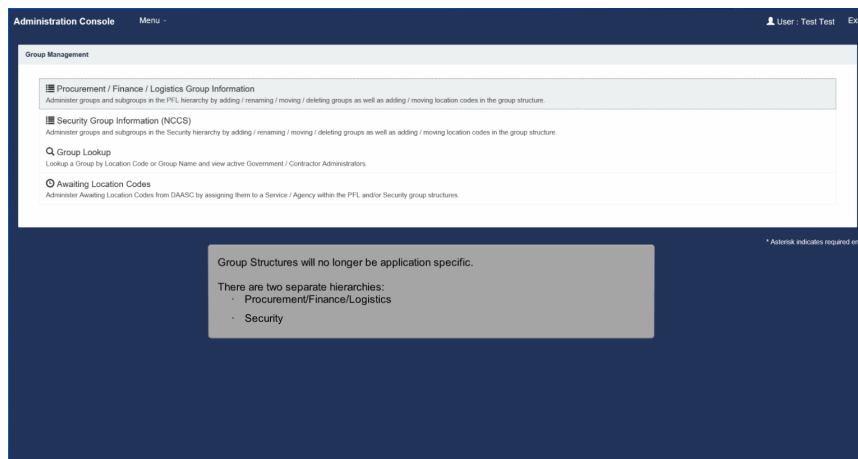 Administration Console Menu - User : Test Test Ex
Group Management
Procurement / Finance / Logistics Group Information
Administer groups and subgroups in the PFL hierarchy by adding / renaming / moving / deleting groups as well as adding / moving location codes in the group structure.
Security Group Information (NCCS)
Administer groups and subgroups in the Security hierarchy by adding / renaming / moving / deleting groups as well as adding / moving location codes in the group structure.
Group Lookup
Lookup a Group by Location Code or Group Name and view active Government / Contractor Administrators.
Awaiting Location Codes
Administer Awaiting Location Codes from DAASC by assigning them to a Service / Agency within the PFL and/or Security group structures.
* Asterisk indicates required en
Group Structures will no longer be application specific.
There are two separate hierarchies:
· Procurement/Finance/Logistics
· Security